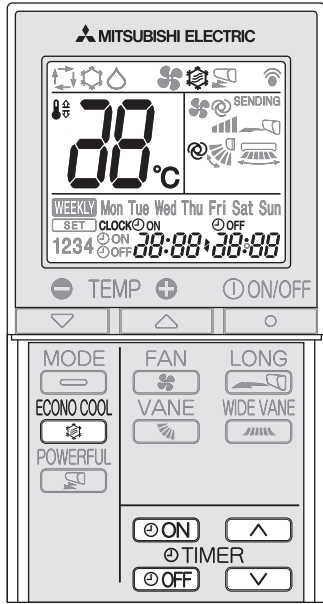 MITSUBISHI ELECTRIC
SENDING
88°C
WEEKLY Mon Tue Wed Thu Fri Sat Sun
SET CLOCK ON OFF
1234 ON OFF 88:88 88:88
TEMP ON/OFF
MODE FAN LONG
ECONO COOL VANE WIDE VANE
POWERFUL
ON
TIMER
OFF